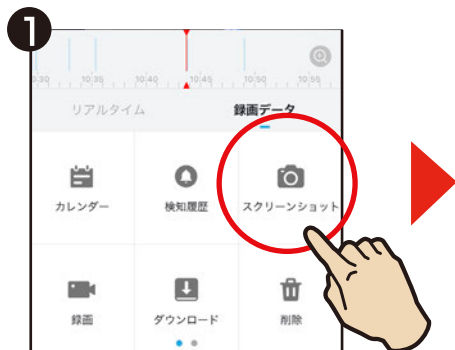 1
10:30 10:35 10:40 10:45 10:50 10:55
リアルタイム 録画データ
カレンダー 検知履歴 スクリーンショット
録画 ダウンロード 削除